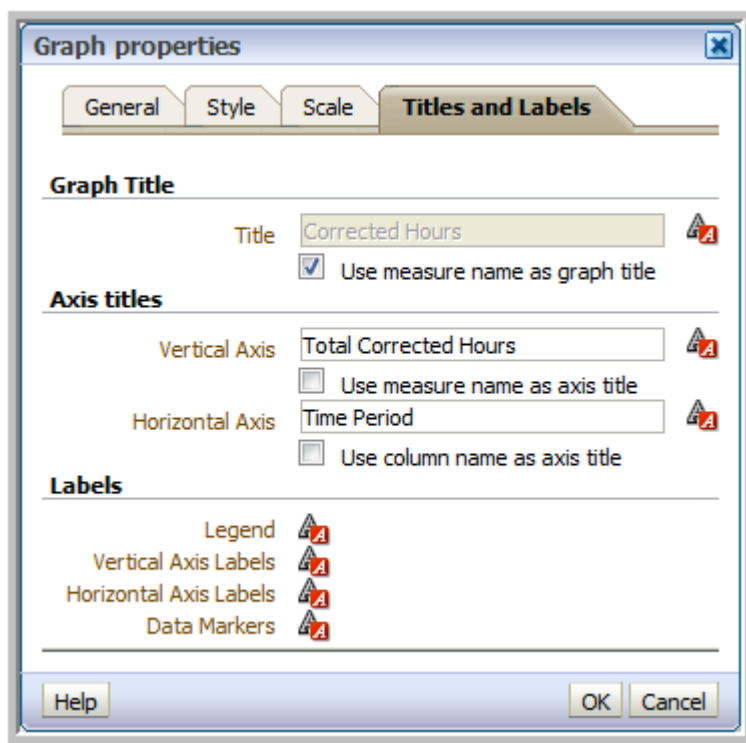 Graph properties
General Style Scale Titles and Labels
Graph Title
Title Corrected Hours
Use measure name as graph title
Axis titles
Vertical Axis Total Corrected Hours
Use measure name as axis title
Horizontal Axis Time Period
Use column name as axis title
Labels
Legend
Vertical Axis Labels
Horizontal Axis Labels
Data Markers
Help OK Cancel